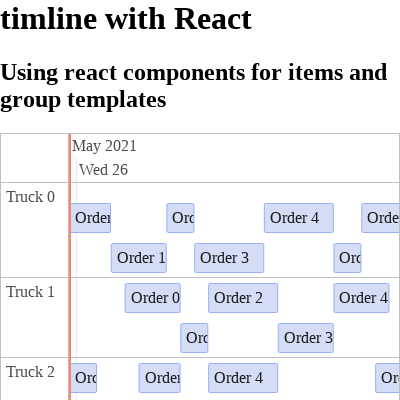 timline with React
Using react components for items and
group templates
May 2021
Wed 26
Truck 0
Order
Orc
Order 4
Orde
Order 1
Order 3
Orc
Truck 1
Order 0
Order 2
Order 4
Orc
Order 3
Truck 2
Orc
Order
Order 4
Or